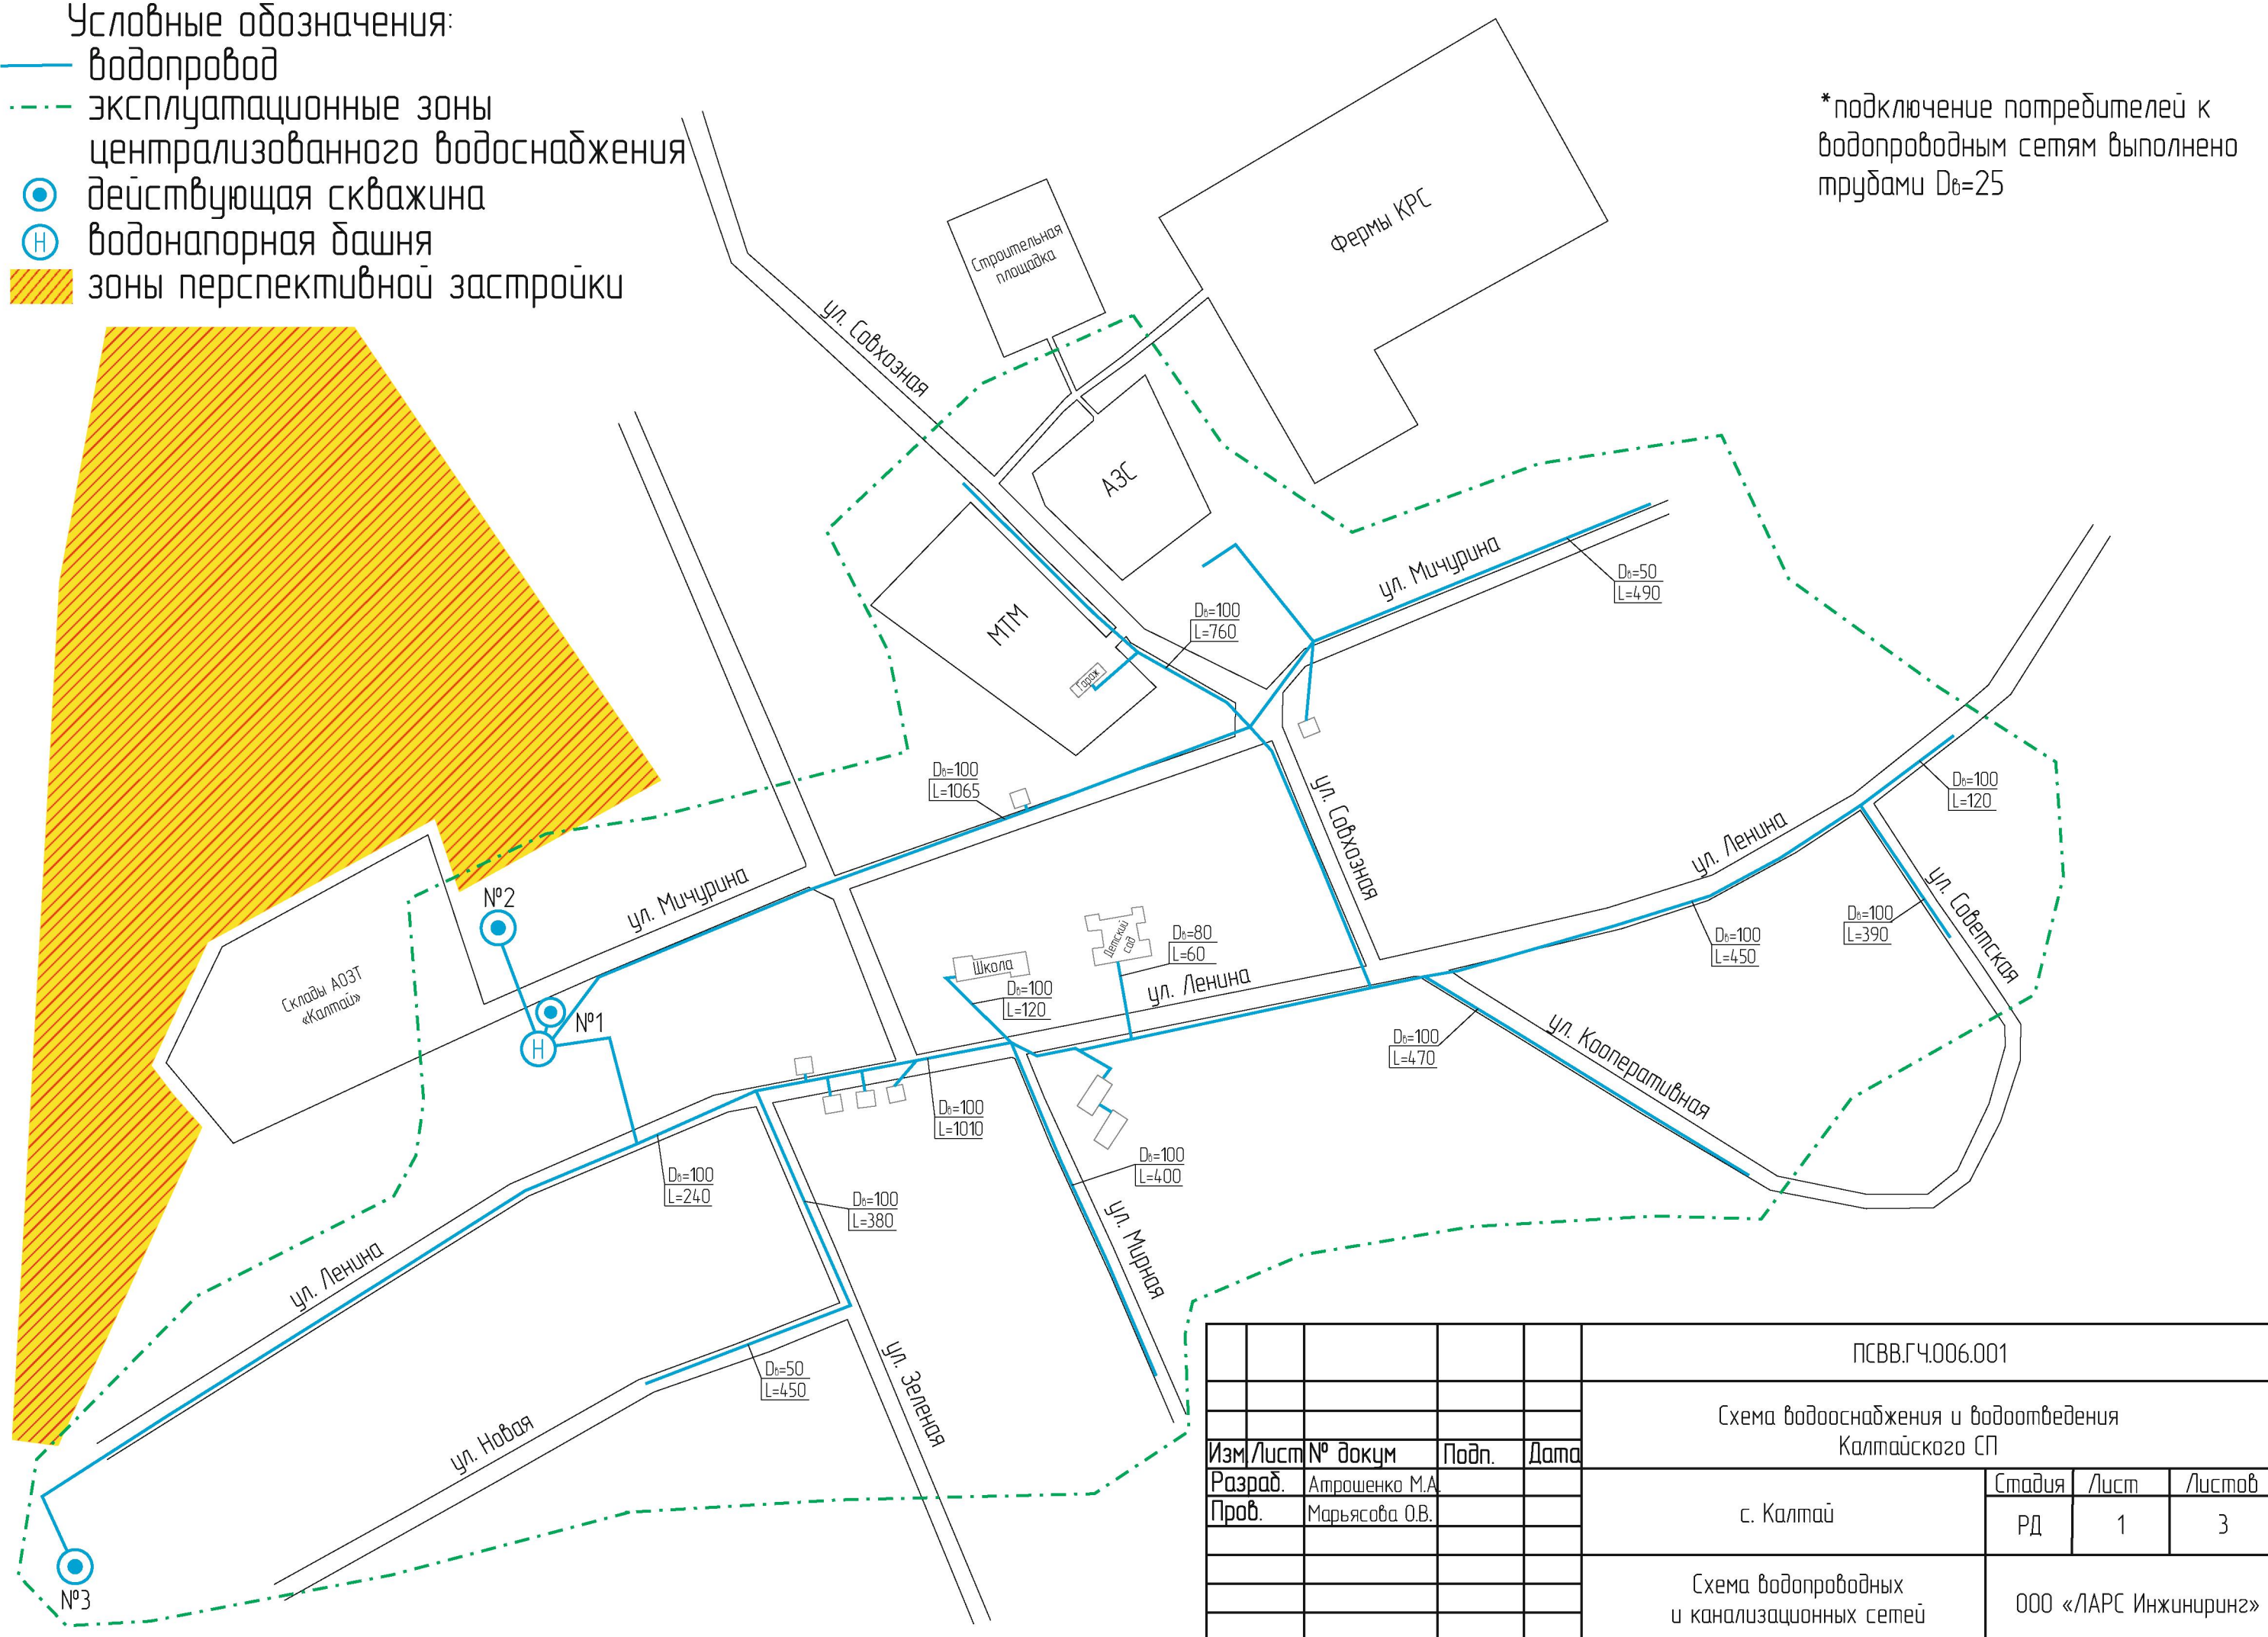 Условные обозначения:
водопровод
эксплуатационные зоны
централизованного водоснабжения
действующая скважина
Н
водонапорная башня
зоны перспективной застройки
*подключение потребителей к
водопроводным сетям выполнено
трубами Dв=25
Строительная
площадка
Фермы КРС
ул. Совхозная
АЗС
МТМ
Гараж
ул. Мичурина
Dв=50
L=490
Dв=100
L=760
Dв=100
L=1065
ул. Совхозная
Dв=100
L=120
ул. Ленина
ул. Советская
ул. Мичурина
№2
Склады АОЗТ
«Калтай»
№1
Н
Школа
Детский
сад
Dв=80
L=60
Dв=100
L=120
ул. Ленина
Dв=100
L=450
Dв=100
L=390
Dв=100
L=470
ул. Кооперативная
Dв=100
L=1010
Dв=100
L=400
Dв=100
L=240
Dв=100
L=380
ул. Мирная
ул. Ленина
Dв=50
L=450
ул. Зеленая
ул. Новая
№3
ПСВВ.ГЧ.006.001
Схема водооснабжения и водоотведения
Калтайского СП
Изм Лист № докум Подп. Дата
Разраб. Атрошенко М.А.
Пров. Марьясова О.В.
с. Калтай
Стадия Лист Листов
РД 1 3
Схема водопроводных
и канализационных сетей
ООО «ЛАРС Инжиниринг»